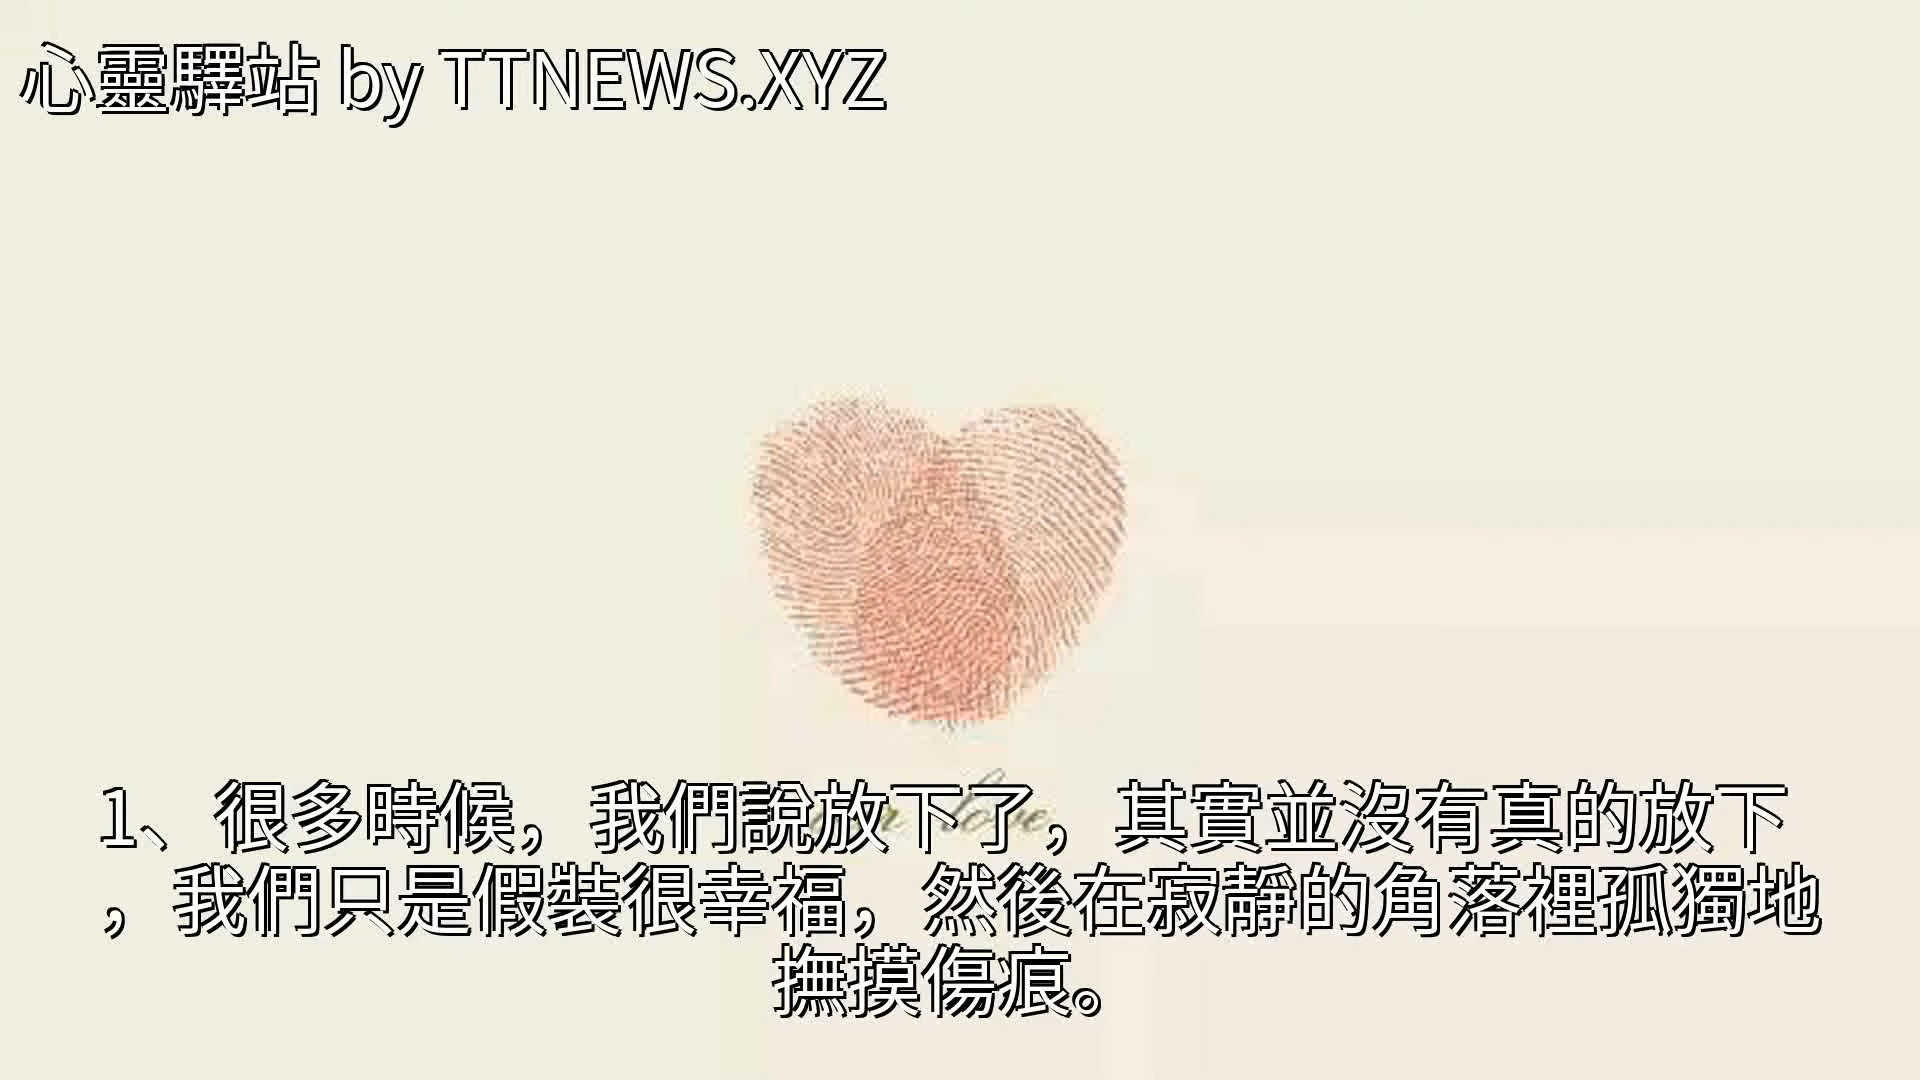 心靈驛站 by TTNEWS.XYZ
love
1、很多時候，我們說放下了，其實並沒有真的放下
，我們只是假裝很幸福，然後在寂靜的角落裡孤獨地
撫摸傷痕。